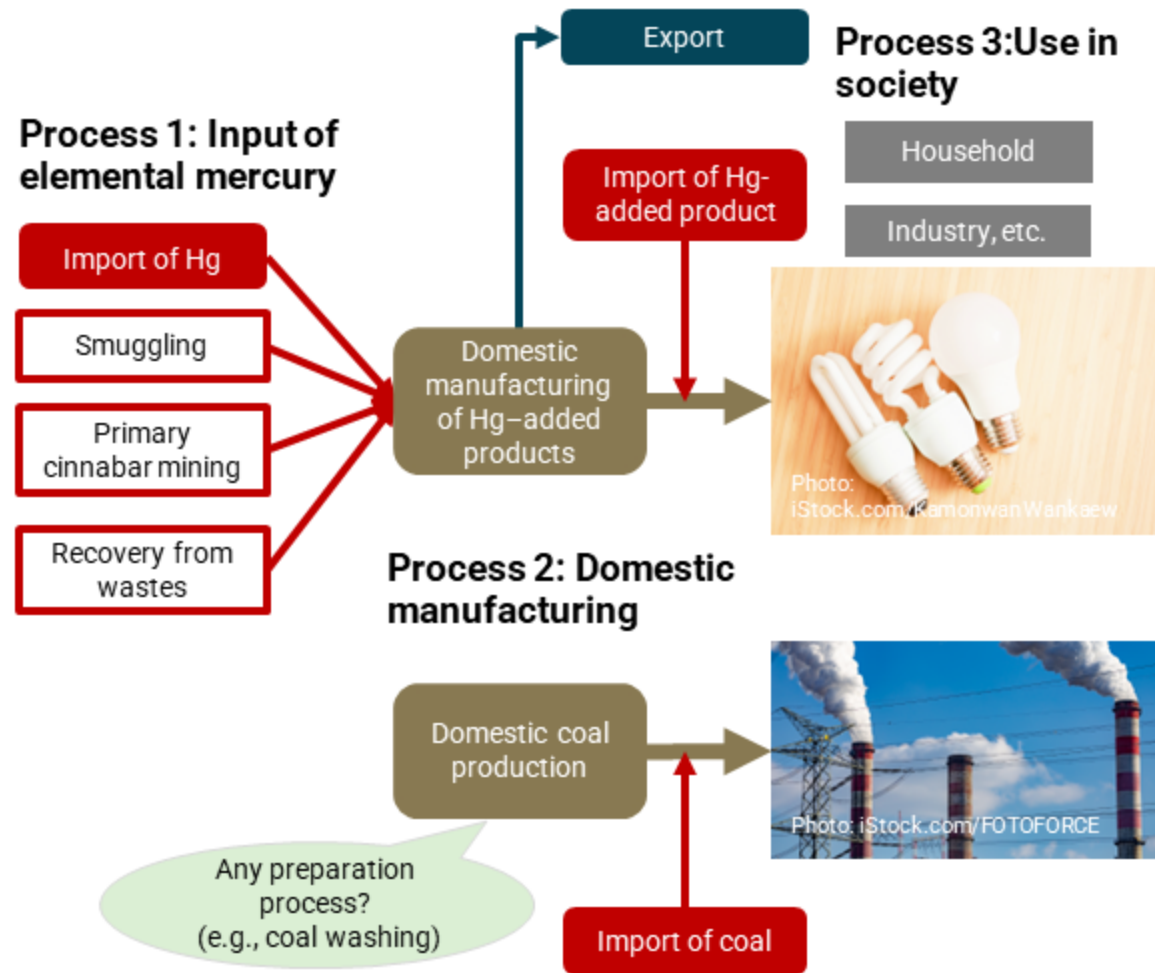 Export
Process 3:Use in
society
Process 1: Input of
elemental mercury
Household
Import of Hg-
added product
Industry, etc.
Import of Hg
Smuggling
Domestic
manufacturing
of Hg–added
products
Primary
cinnabar mining
Photo:
iStock.com/KamonwanWankaew
Recovery from
wastes
Process 2: Domestic
manufacturing
Domestic coal
production
Photo: iStock.com/FOTOFORCE
Any preparation
process?
(e.g., coal washing)
Import of coal